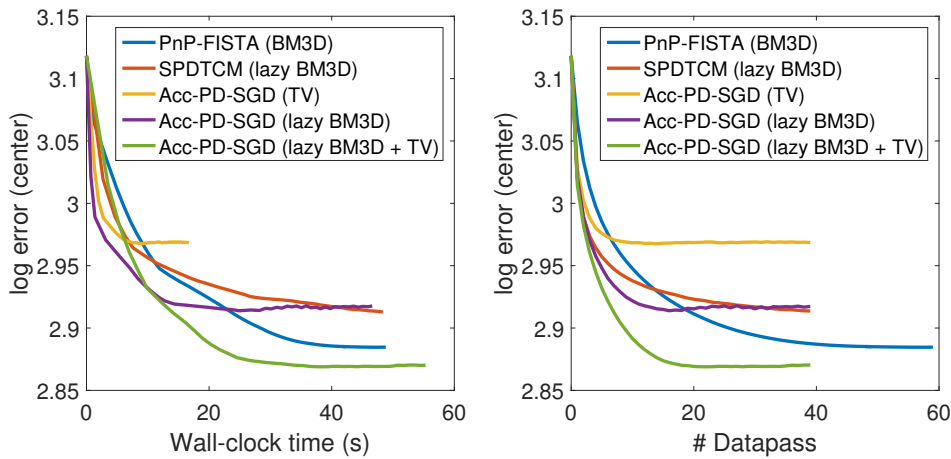 3.15
3.1
3.05
3
2.95
2.9
2.85
0
20
40
60
log error (center)
Wall-clock time (s)
PnP-FISTA (BM3D)
SPDTCM (lazy BM3D)
Acc-PD-SGD (TV)
Acc-PD-SGD (lazy BM3D)
Acc-PD-SGD (lazy BM3D + TV)
3.15
3.1
3.05
3
2.95
2.9
2.85
0
20
40
60
log error (center)
# Datapass
PnP-FISTA (BM3D)
SPDTCM (lazy BM3D)
Acc-PD-SGD (TV)
Acc-PD-SGD (lazy BM3D)
Acc-PD-SGD (lazy BM3D + TV)